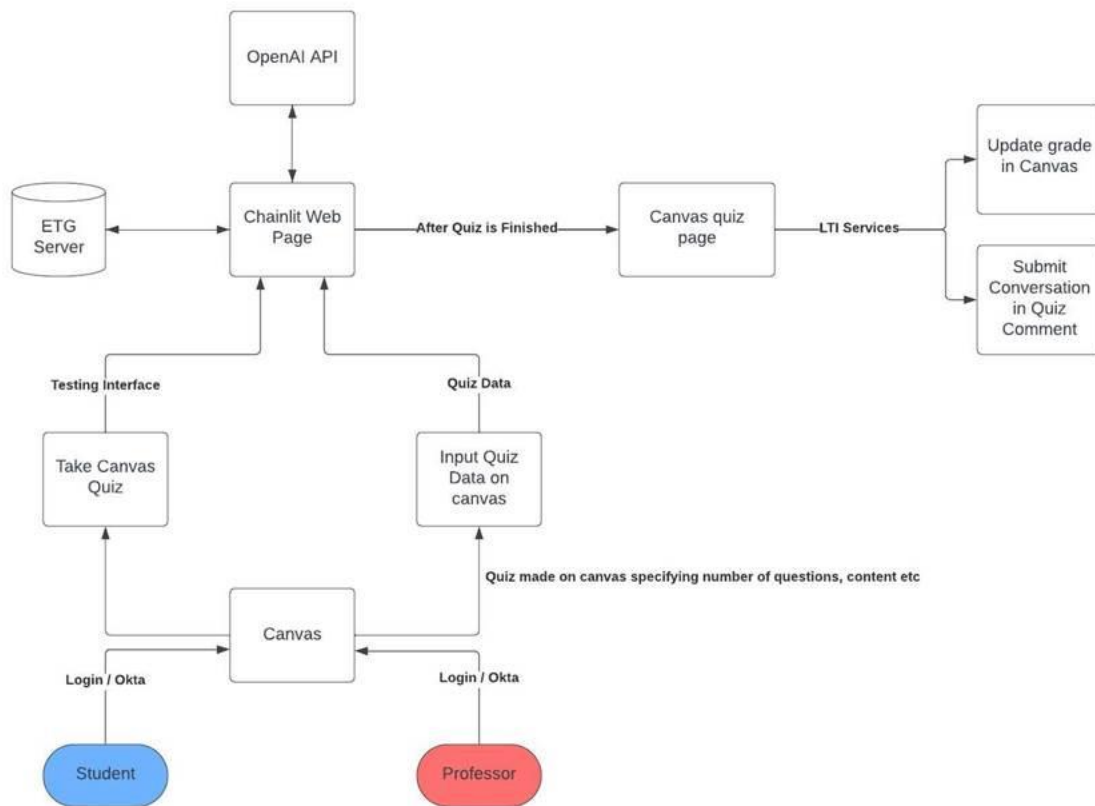 OpenAI API
Update grade
in Canvas
ETG
Server
Chainlit Web
Page
After Quiz is Finished
Canvas quiz
page
LTI Services
Submit
Conversation
in Quiz
Comment
Testing Interface
Quiz Data
Take Canvas
Quiz
Input Quiz
Data on
canvas
Quiz made on canvas specifying number of questions, content etc
Canvas
Login / Okta
Login / Okta
Student
Professor